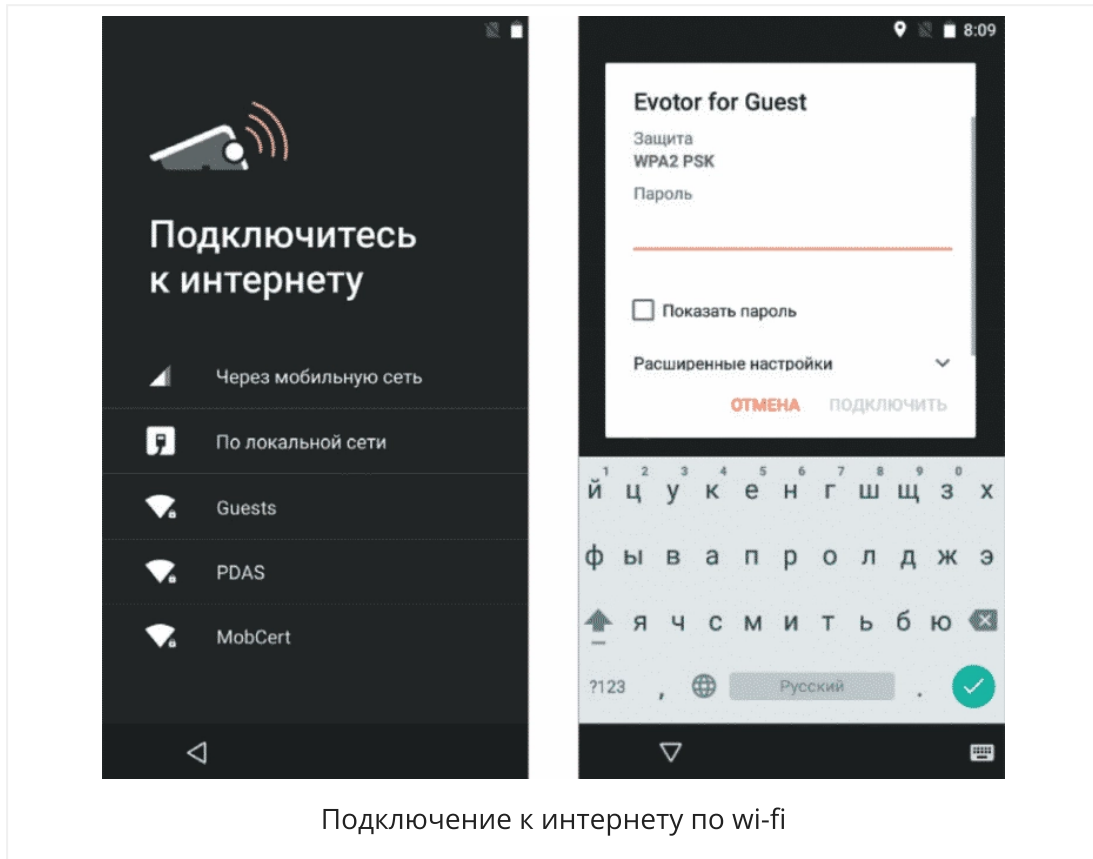 Подключитесь
к интернету
Через мобильную сеть
По локальной сети
Guests
PDAS
MobCert
8:09
Evotor for Guest
Защита
WPA2 PSK
Пароль
Показать пароль
Расширенные настройки
ОТМЕНА ПОДКЛЮЧИТЬ
1 2 3 4 5 6 7 8 9 0
й ц у к е н г ш щ з х
ф ы в а п р о л д ж э
я ч с м и т ь б ю
?123 , Русский .
Подключение к интернету по wi-fi